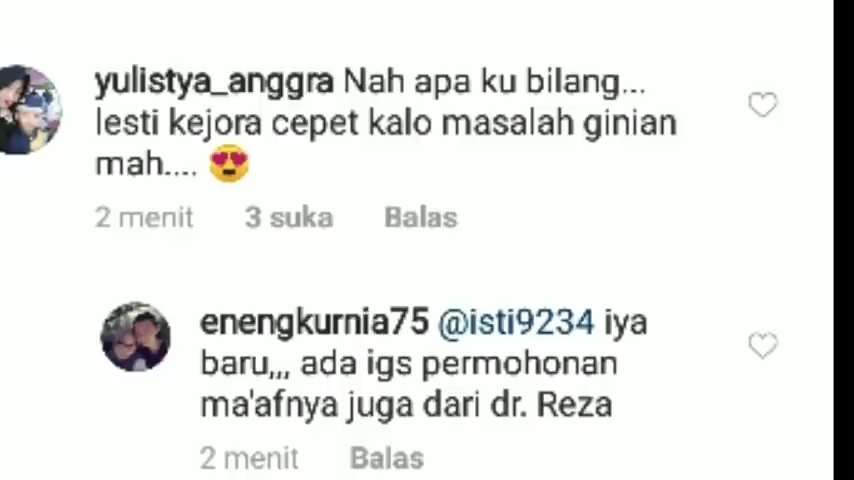 yulistya_anggra Nah apa ku bilang...
lesti kejora cepet kalo masalah ginian
mah.... 😍
2 menit 3 suka Balas
enengkurnia75 @isti9234 iya
baru,,, ada igs permohonan
ma'afnya juga dari dr. Reza
2 menit Balas